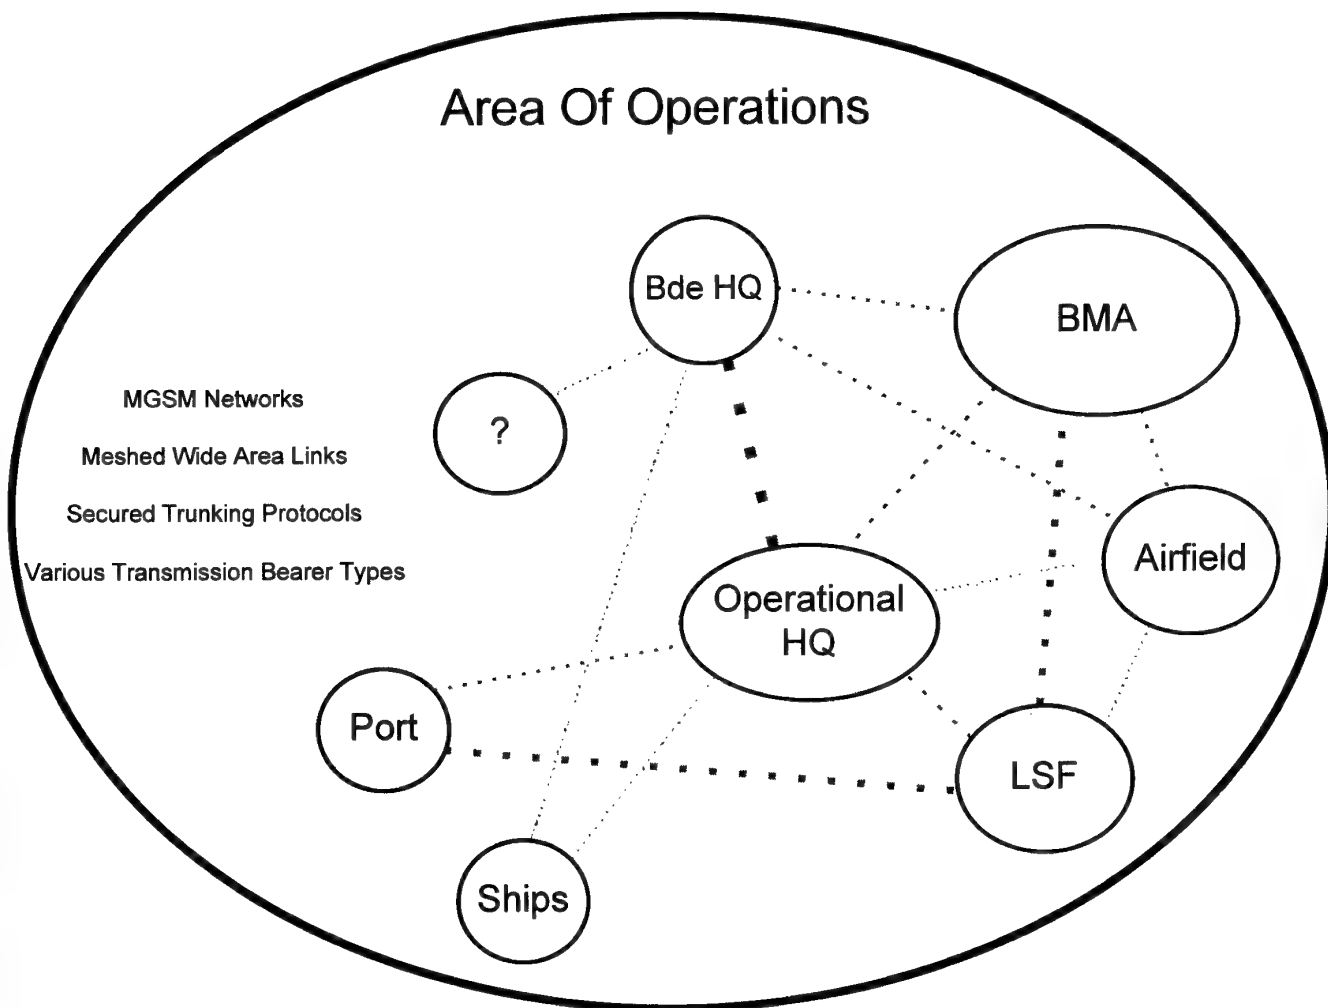 Area Of Operations
Bde HQ
BMA
MGSM Networks
?
Meshed Wide Area Links
Secured Trunking Protocols
Various Transmission Bearer Types
Airfield
Operational
HQ
Port
LSF
Ships